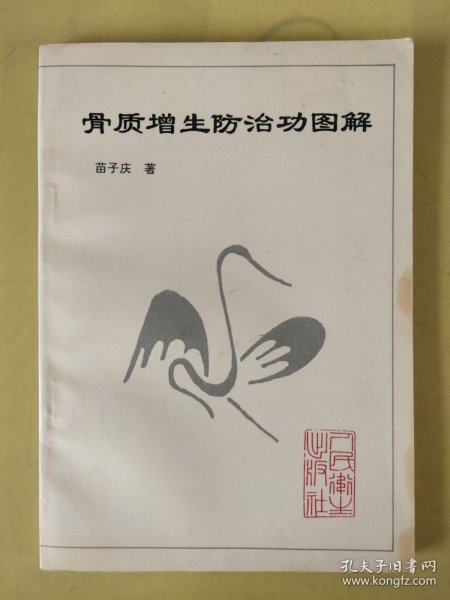 骨质增生防治功图解
苗子庆 著
人民衛生
出版社
孔夫子旧书网
www.kongfz.com